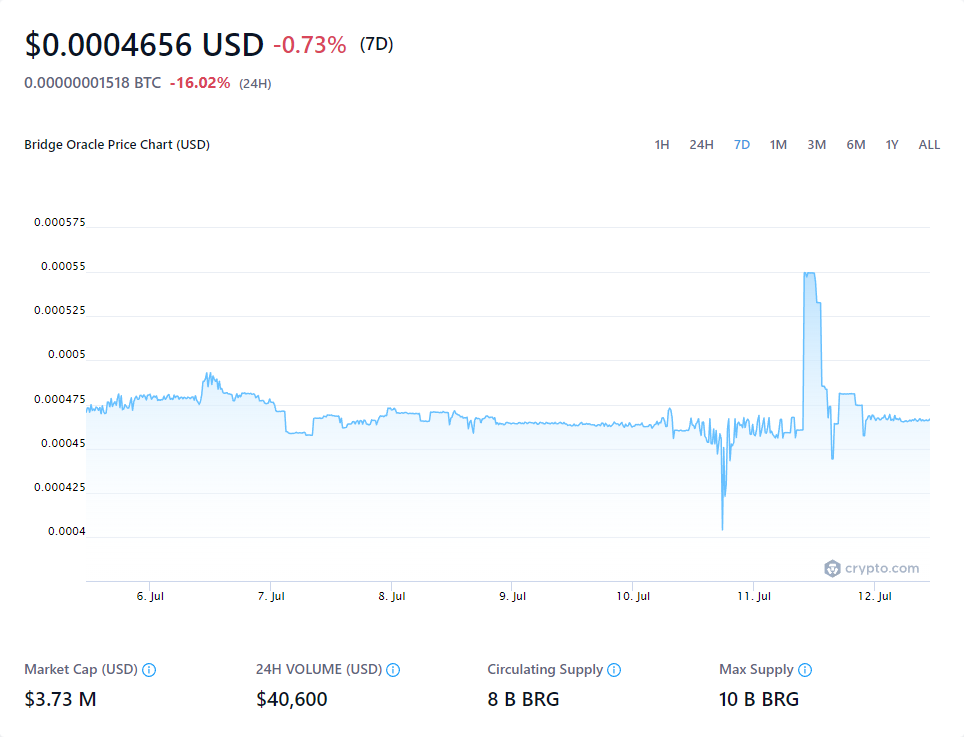 $0.0004656 USD -0.73% (7D)
0.00000001518 BTC -16.02% (24H)
Bridge Oracle Price Chart (USD) 1H 24H 7D 1M 3M 6M 1Y ALL
0.000575
0.00055
0.000525
0.0005
0.000475
0.00045
0.000425
0.0004
crypto.com
6. Jul 7. Jul 8. Jul 9. Jul 10. Jul 11. Jul 12. Jul
Market Cap (USD) 24H VOLUME (USD) Circulating Supply Max Supply
$3.73 M $40,600 8 B BRG 10 B BRG